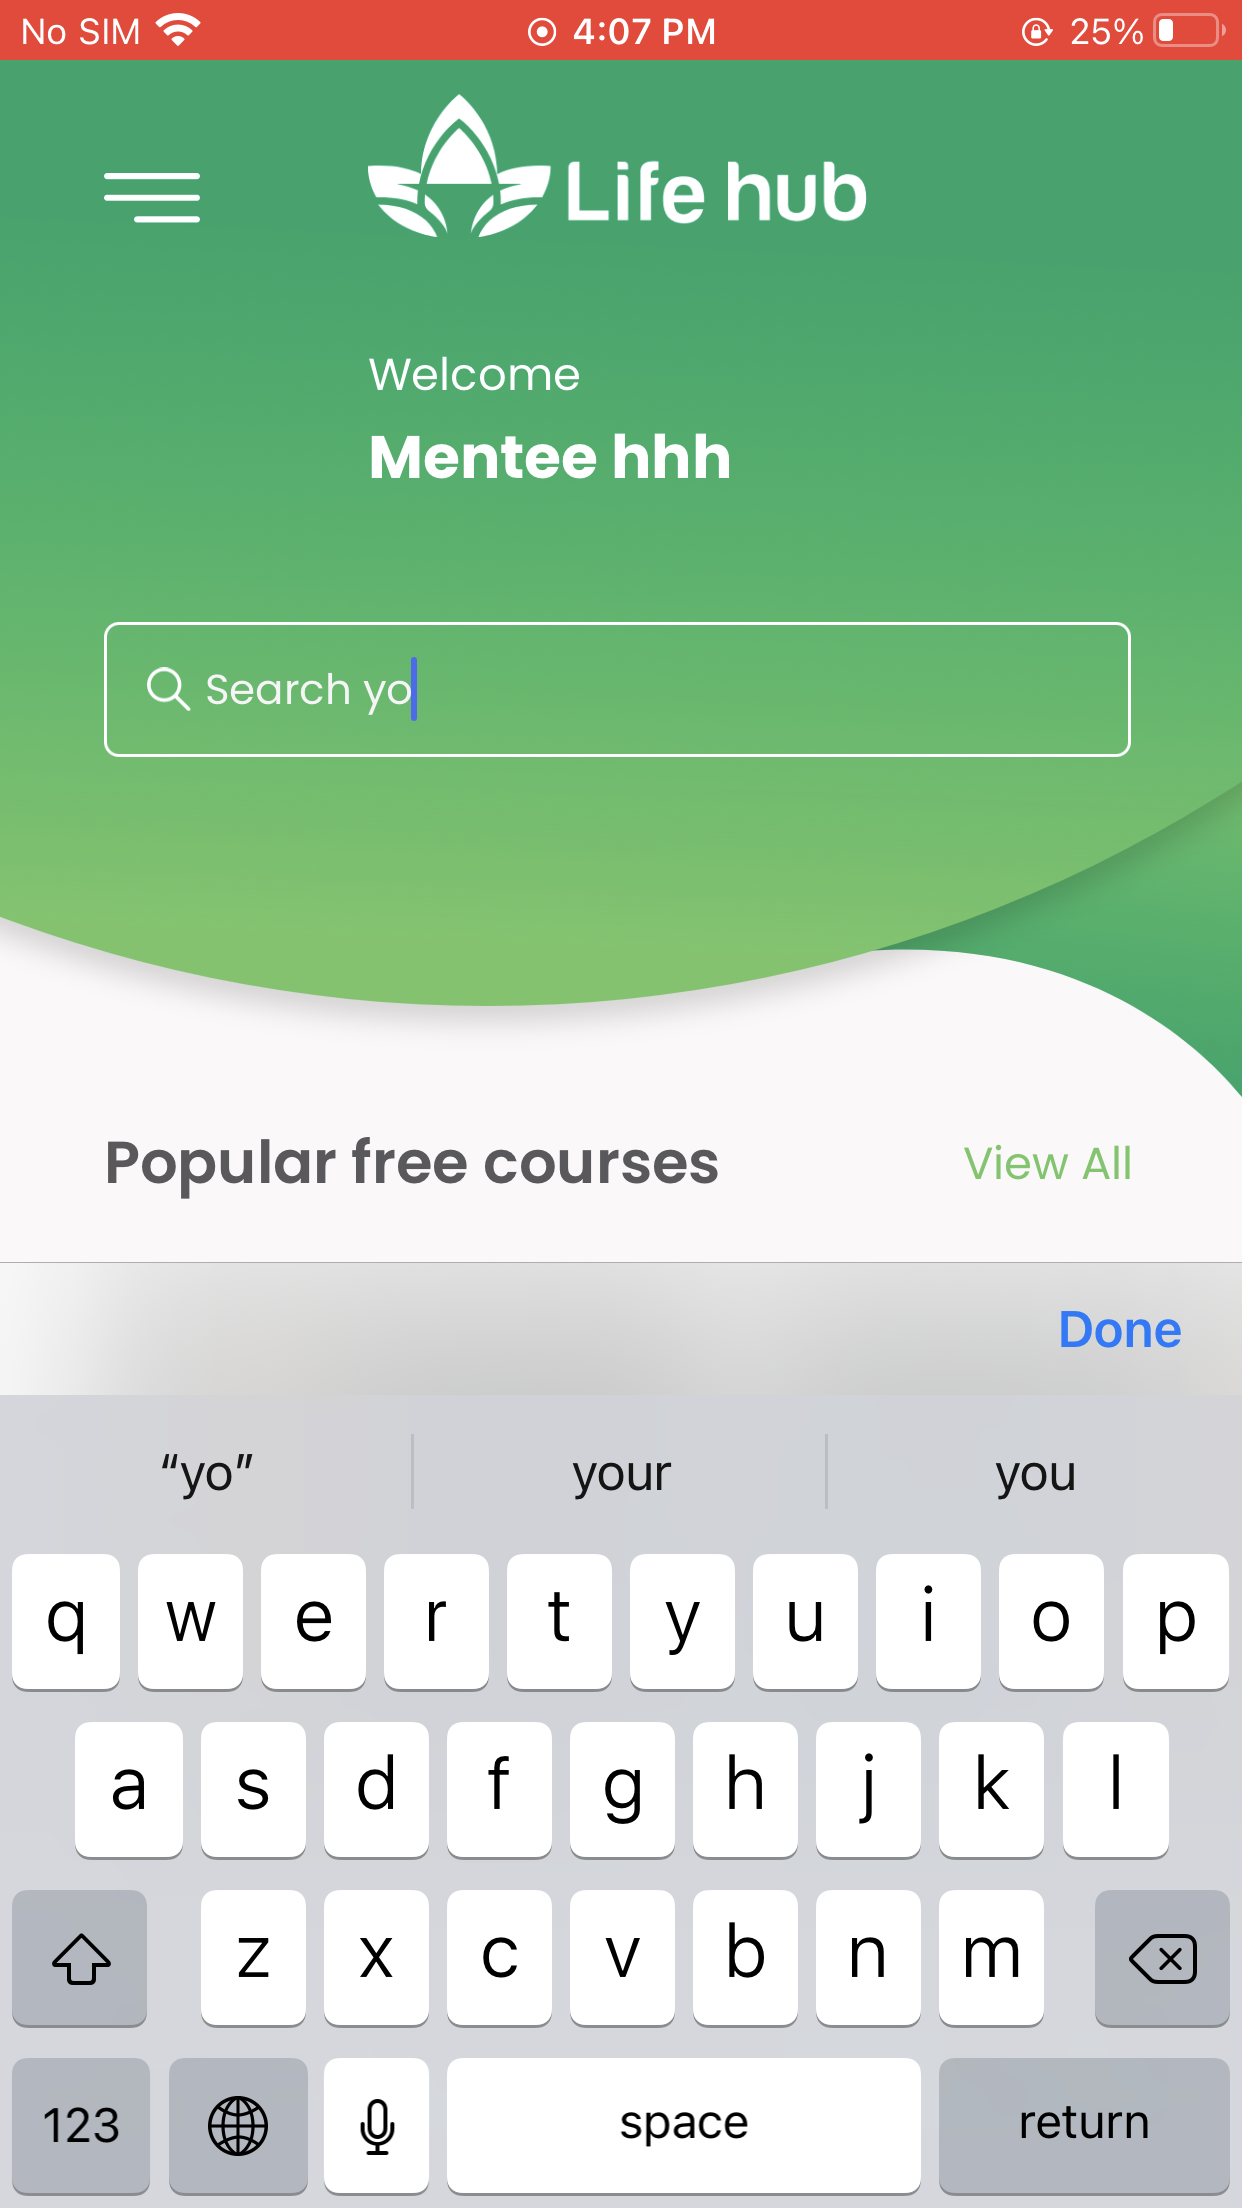 No SIM 4:07 PM 25%
Life hub
Welcome
Mentee hhh
Search yo
Popular free courses View All
Done
“yo” your you
q w e r t y u i o p
a s d f g h j k l
z x c v b n m
123 space return